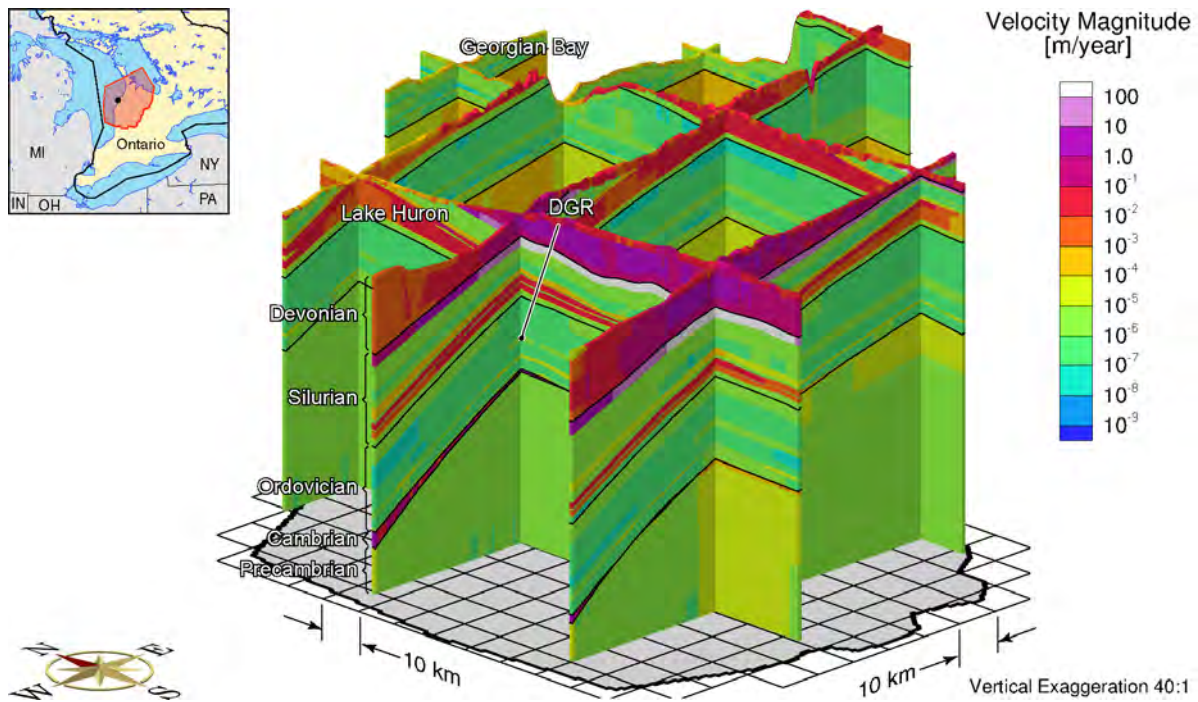 Velocity Magnitude
[m/year]
100
10
1.0
10⁻¹
10⁻²
10⁻³
10⁻⁴
10⁻⁵
10⁻⁶
10⁻⁷
10⁻⁸
10⁻⁹
MI
Ontario
NY
IN
OH
PA
Georgian Bay
Lake Huron
DGR
Devonian
Silurian
Ordovician
Cambrian
Precambrian
N
E
W
S
10 km
10 km
Vertical Exaggeration 40:1